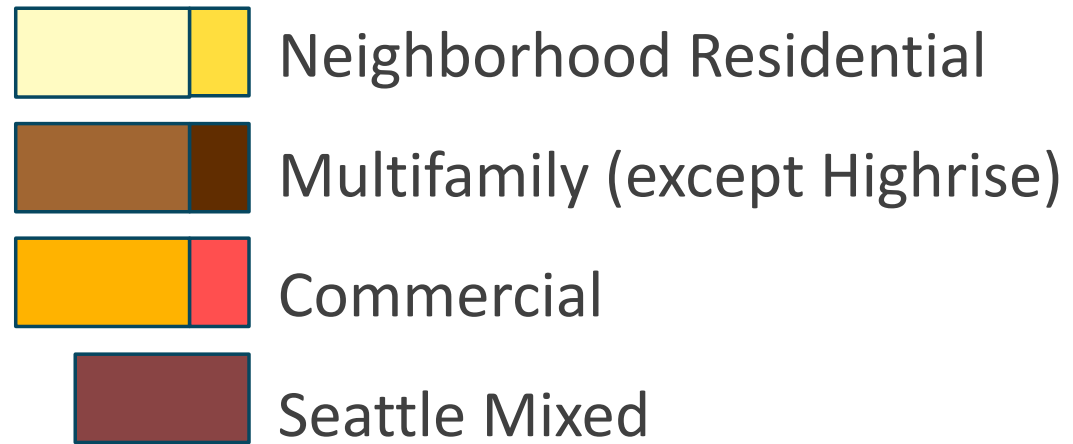 Neighborhood Residential
Multifamily (except Highrise)
Commercial
Seattle Mixed